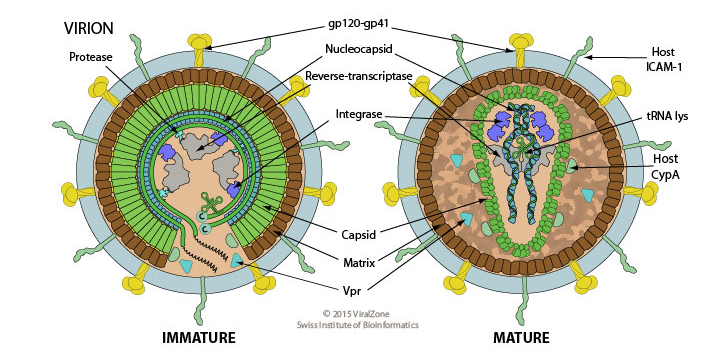 VIRION
gp120-gp41
Protease
Nucleocapsid
Host
ICAM-1
Reverse-transcriptase
Integrase
tRNA lys
Host
CypA
Capsid
Matrix
Vpr
© 2015 ViralZone
Swiss Institute of Bioinformatics
IMMATURE
MATURE